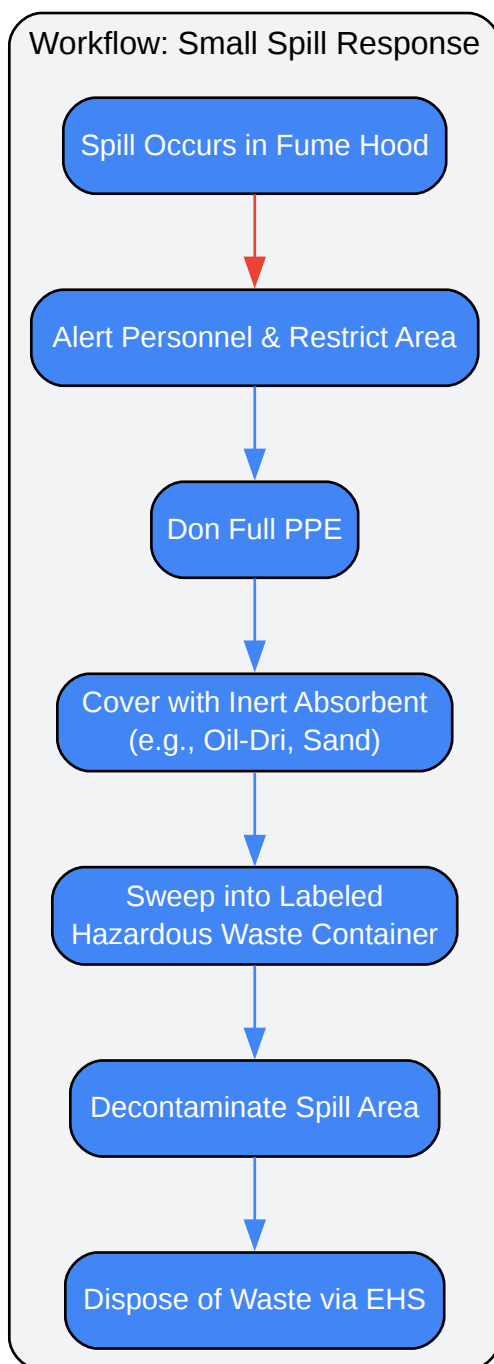 Workflow: Small Spill Response
Spill Occurs in Fume Hood
Alert Personnel & Restrict Area
Don Full PPE
Cover with Inert Absorbent
(e.g., Oil-Dri, Sand)
Sweep into Labeled
Hazardous Waste Container
Decontaminate Spill Area
Dispose of Waste via EHS